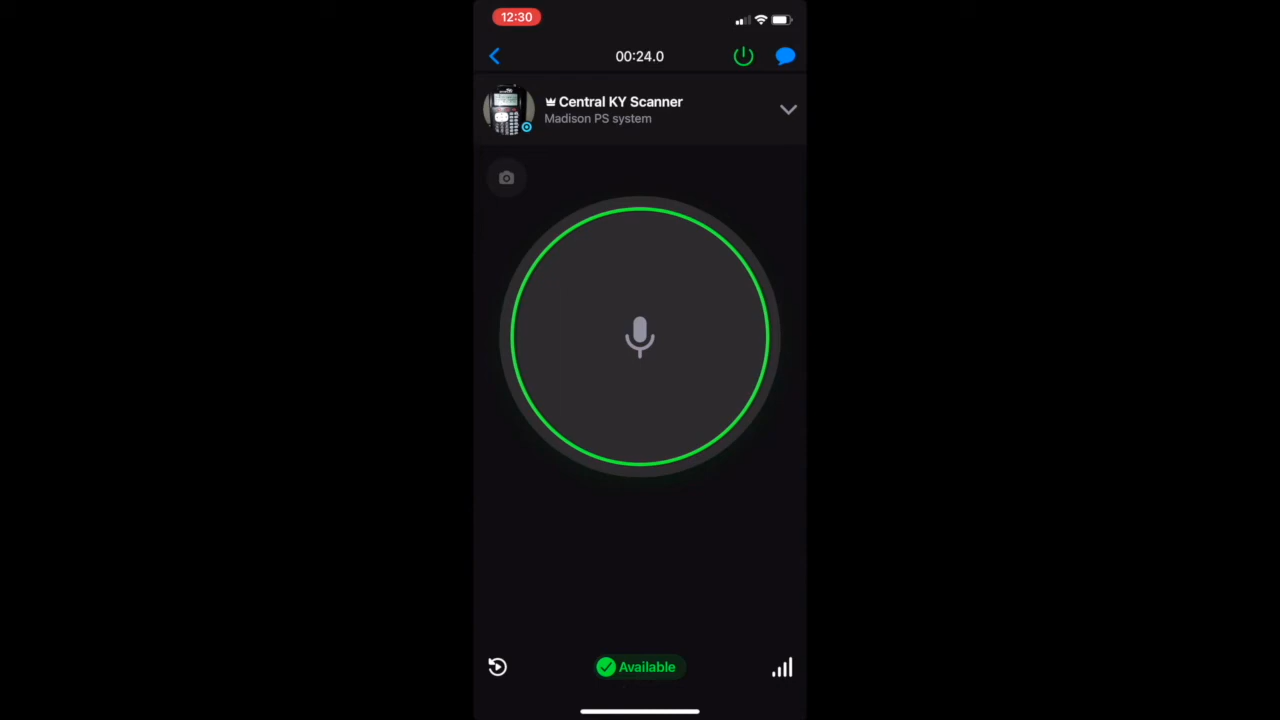 12:30
00:24.0
Central KY Scanner
Madison PS system
Available